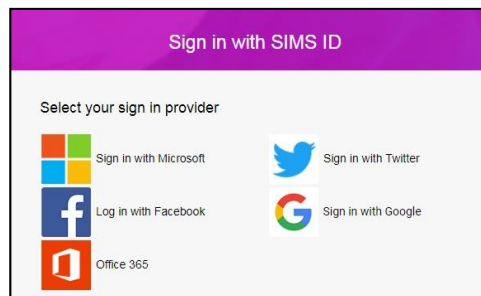 Sign in with SIMS ID
Select your sign in provider
Sign in with Microsoft
Sign in with Twitter
Log in with Facebook
Sign in with Google
Office 365